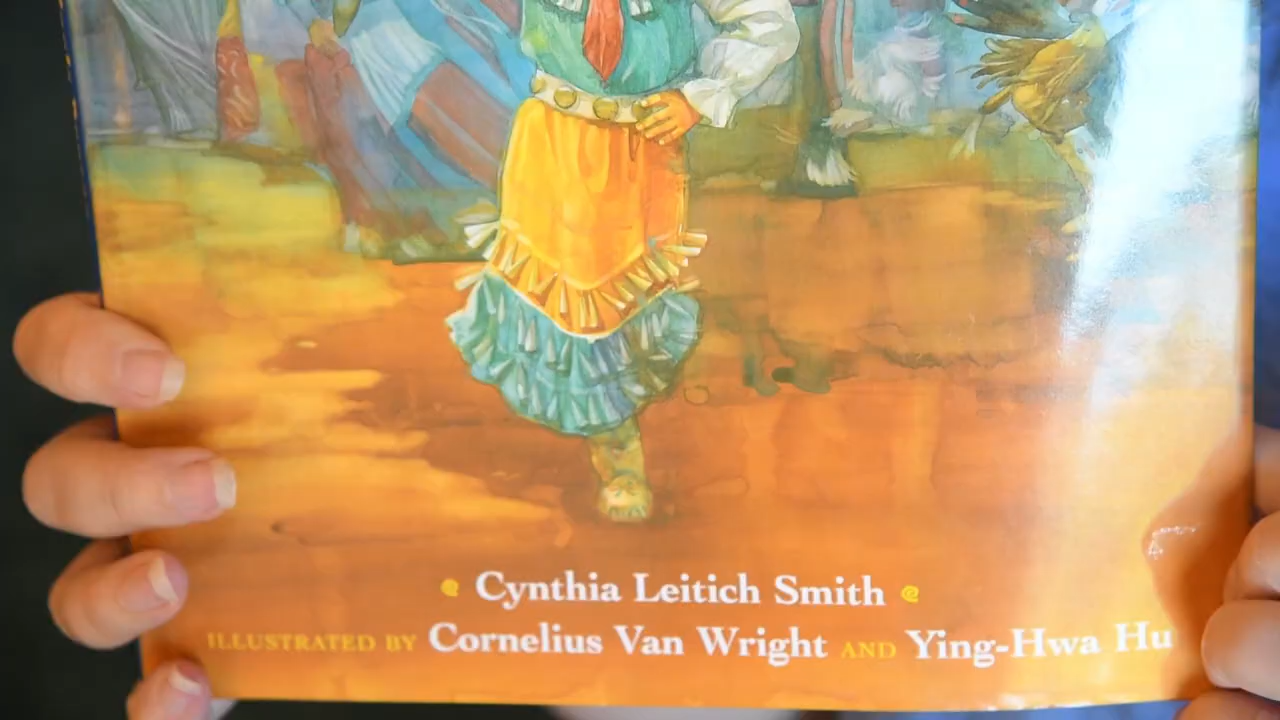 Cynthia Leitich Smith
ILLUSTRATED BY Cornelius Van Wright AND Ying-Hwa Hu